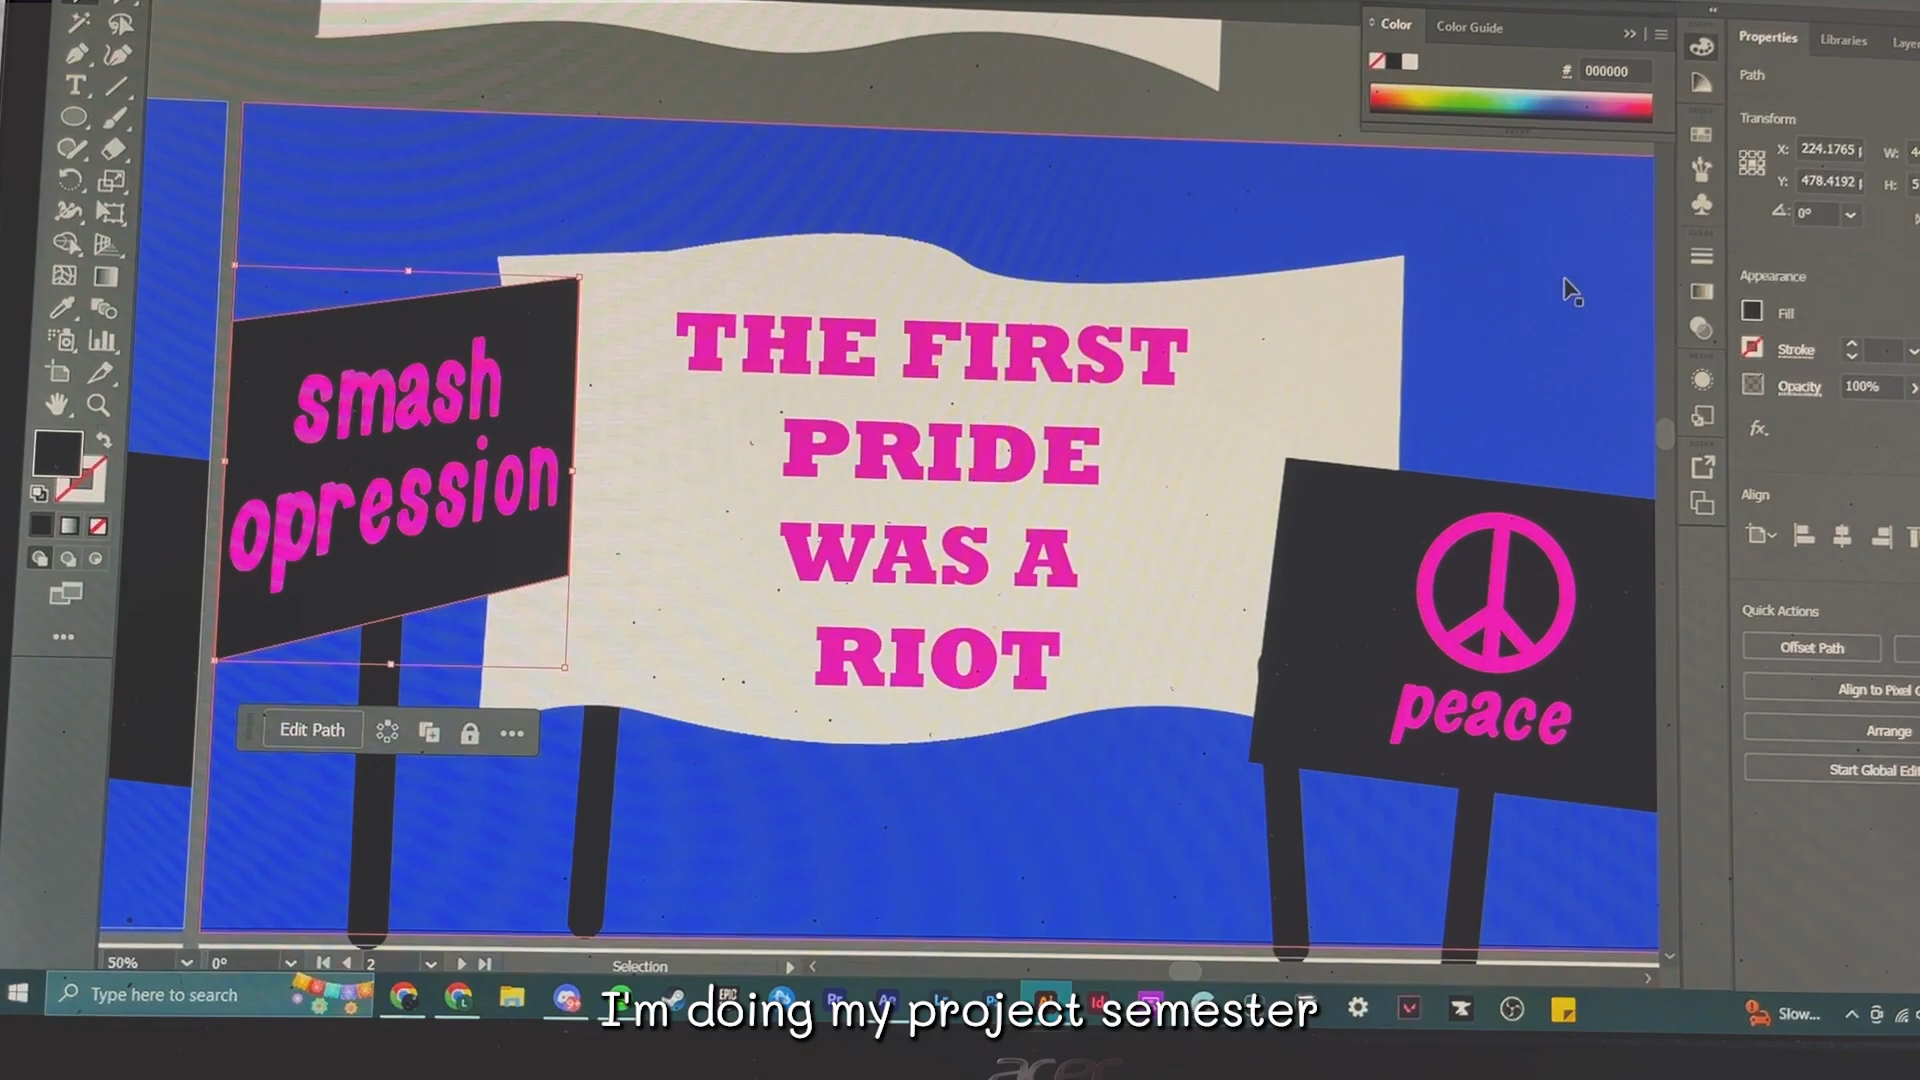 Color
Color Guide
# 000000
Properties
Libraries
Path
Transform
X: 224.1765
W:
Y: 478.4192
H:
0°
Appearance
Fill
Stroke
Opacity
100%
fx.
Align
Quick Actions
Offset Path
Align to Pixel
Arrange
Start Global
smash
opression
THE FIRST
PRIDE
WAS A
RIOT
peace
Edit Path
50%
0°
2
Selection
Type here to search
EPIC
Slow...
I'm doing my project semester
acer